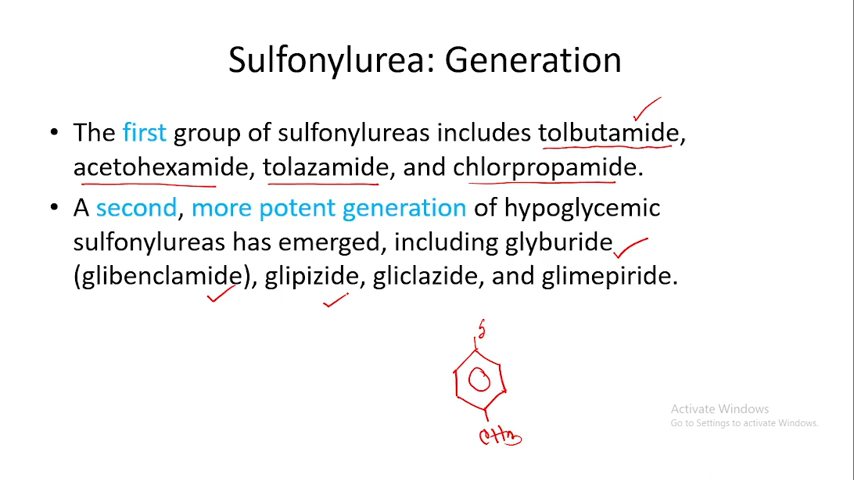 Sulfonylurea: Generation
• The first group of sulfonylureas includes tolbutamide,
acetohexamide, tolazamide, and chlorpropamide.
• A second, more potent generation of hypoglycemic
sulfonylureas has emerged, including glyburide
(glibenclamide), glipizide, gliclazide, and glimepiride.
S
CH3
Activate Windows
Go to Settings to activate Windows.